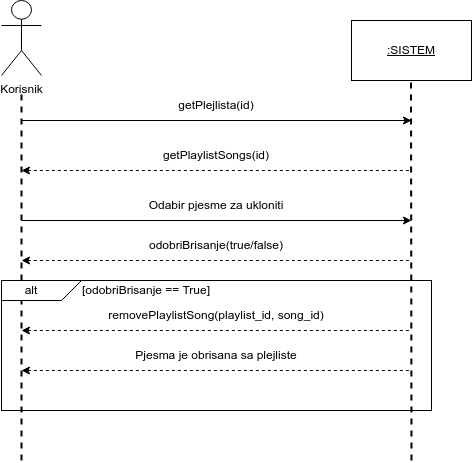 :SISTEM
Korisnik
getPlejlista(id)
getPlaylistSongs(id)
Odabir pjesme za ukloniti
odobriBrisanje(true/false)
alt
[odobriBrisanje == True]
removePlaylistSong(playlist_id, song_id)
Pjesma je obrisana sa plejliste